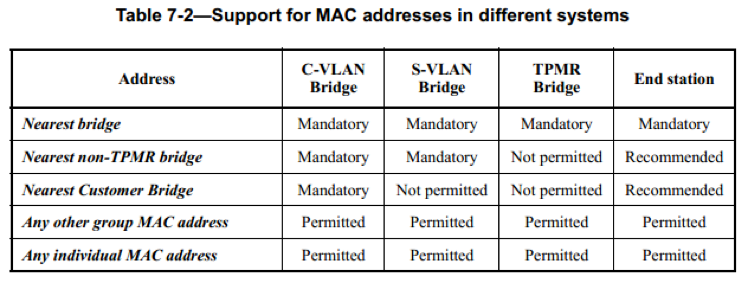 Table 7-2—Support for MAC addresses in different systems
Address C-VLAN Bridge S-VLAN Bridge TPMR Bridge End station
Nearest bridge Mandatory Mandatory Mandatory Mandatory
Nearest non-TPMR bridge Mandatory Mandatory Not permitted Recommended
Nearest Customer Bridge Mandatory Not permitted Not permitted Recommended
Any other group MAC address Permitted Permitted Permitted Permitted
Any individual MAC address Permitted Permitted Permitted Permitted